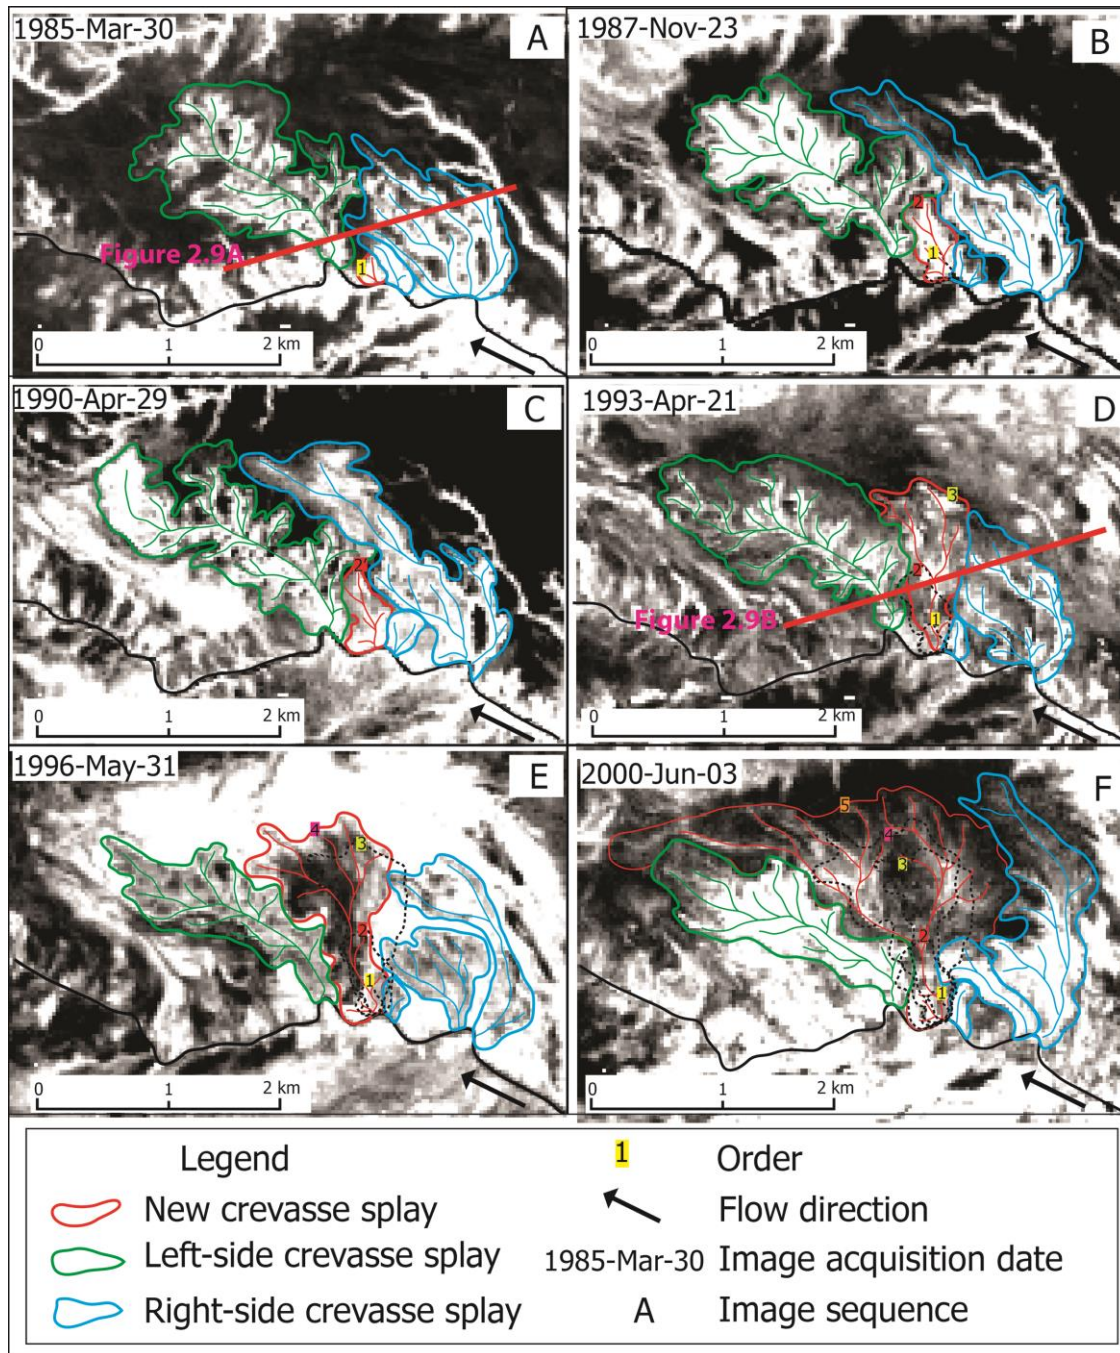 1985-Mar-30
A
Figure 2.9A
1
0 1 2 km
1987-Nov-23
B
2
1
0 1 2 km
1990-Apr-29
C
2
0 1 2 km
1993-Apr-21
D
3
2
Figure 2.9B
1
0 1 2 km
1996-May-31
E
4
3
2
1
0 1 2 km
2000-Jun-03
F
5
4
3
2
1
0 1 2 km
Legend
1 Order
New crevasse splay
Flow direction
Left-side crevasse splay
1985-Mar-30 Image acquisition date
Right-side crevasse splay
A Image sequence